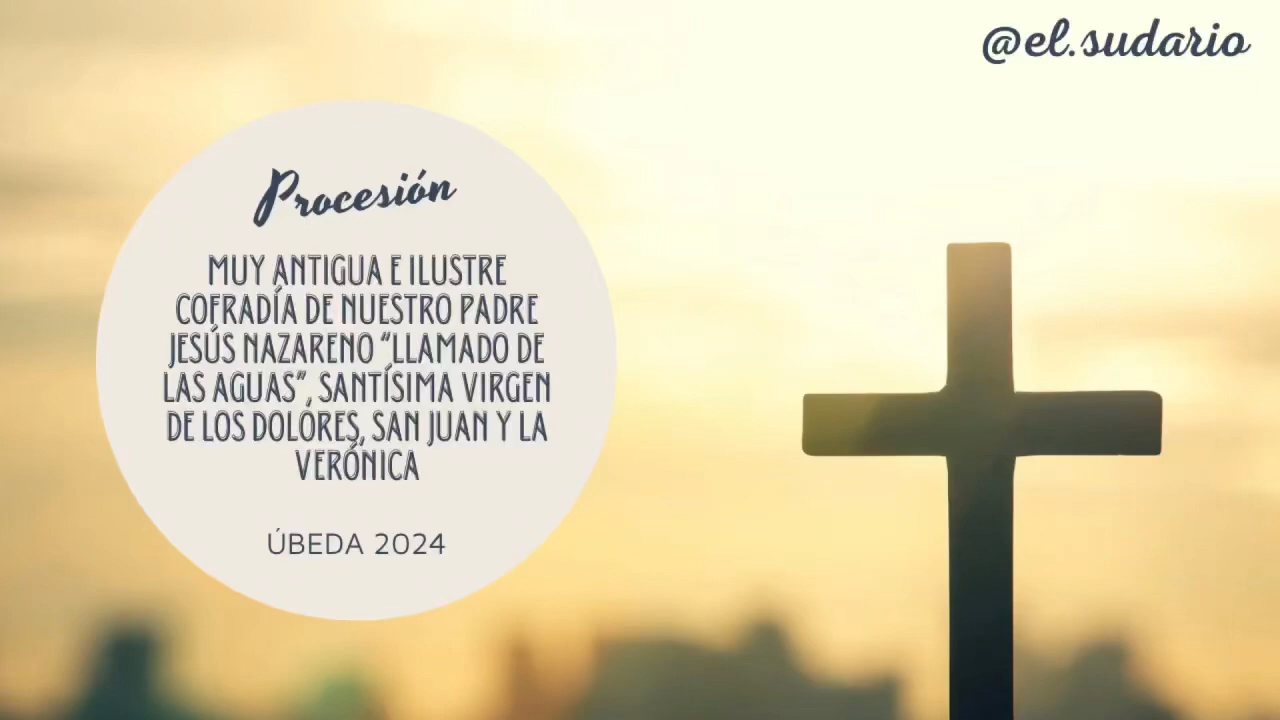 @el.sudario
Procesión
MUY ANTIGUA E ILUSTRE
COFRADÍA DE NUESTRO PADRE
JESÚS NAZARENO “LLAMADO DE
LAS AGUAS”, SANTÍSIMA VIRGEN
DE LOS DOLORES, SAN JUAN Y LA
VERÓNICA
ÚBEDA 2024